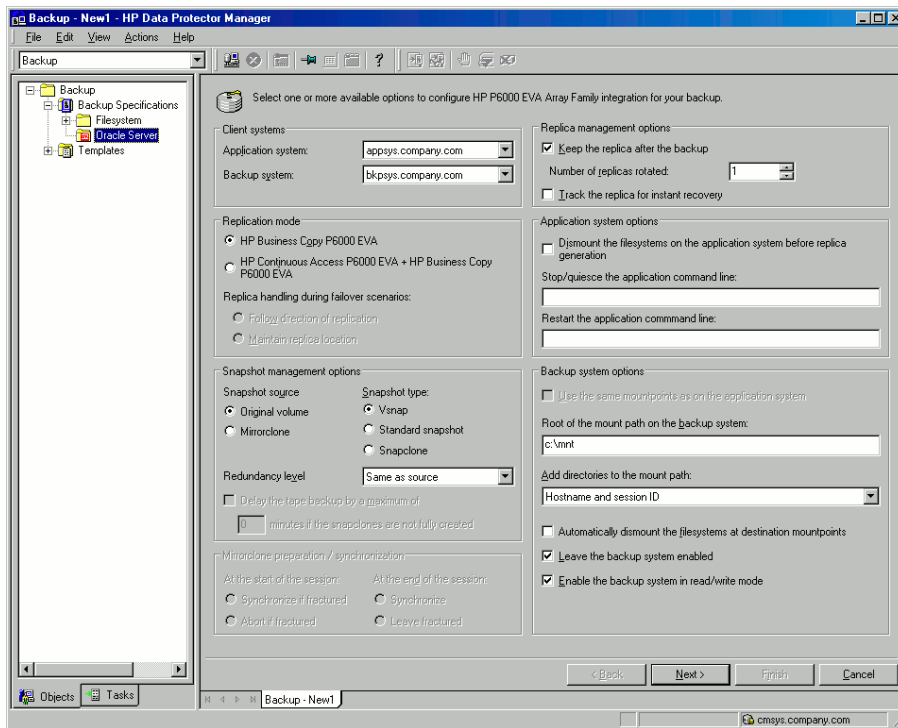 Backup - New1 - HP Data Protector Manager
File Edit View Actions Help
Backup
Backup
Backup Specifications
Filesystem
Oracle Server
Templates
Select one or more available options to configure HP P6000 EVA Array Family integration for your backup.
Client systems
Application system: appsys.company.com
Backup system: bkpsys.company.com
Replication mode
HP Business Copy P6000 EVA
HP Continuous Access P6000 EVA + HP Business Copy
P6000 EVA
Replica handling during failover scenarios:
Follow direction of replication
Maintain replica location
Snapshot management options
Snapshot source Snapshot type:
Original volume Vsnap
Mirrorclone Standard snapshot
Snapclone
Redundancy level Same as source
Delay the tape backup by a maximum of
0 minutes if the snapclones are not fully created
Mirrorclone preparation / synchronization
At the start of the session: At the end of the session:
Synchronize if fractured Synchronize
Abort if fractured Leave fractured
Replica management options
Keep the replica after the backup
Number of replicas rotated: 1
Track the replica for instant recovery
Application system options
Dismount the filesystems on the application system before replica
generation
Stop/quiesce the application command line:
Restart the application commmand line:
Backup system options
Use the same mountpoints as on the application system
Root of the mount path on the backup system:
c:\mnt
Add directories to the mount path:
Hostname and session ID
Automatically dismount the filesystems at destination mountpoints
Leave the backup system enabled
Enable the backup system in read/write mode
< Back Next > Finish Cancel
Objects Tasks
Backup - New1
cmsys.company.com